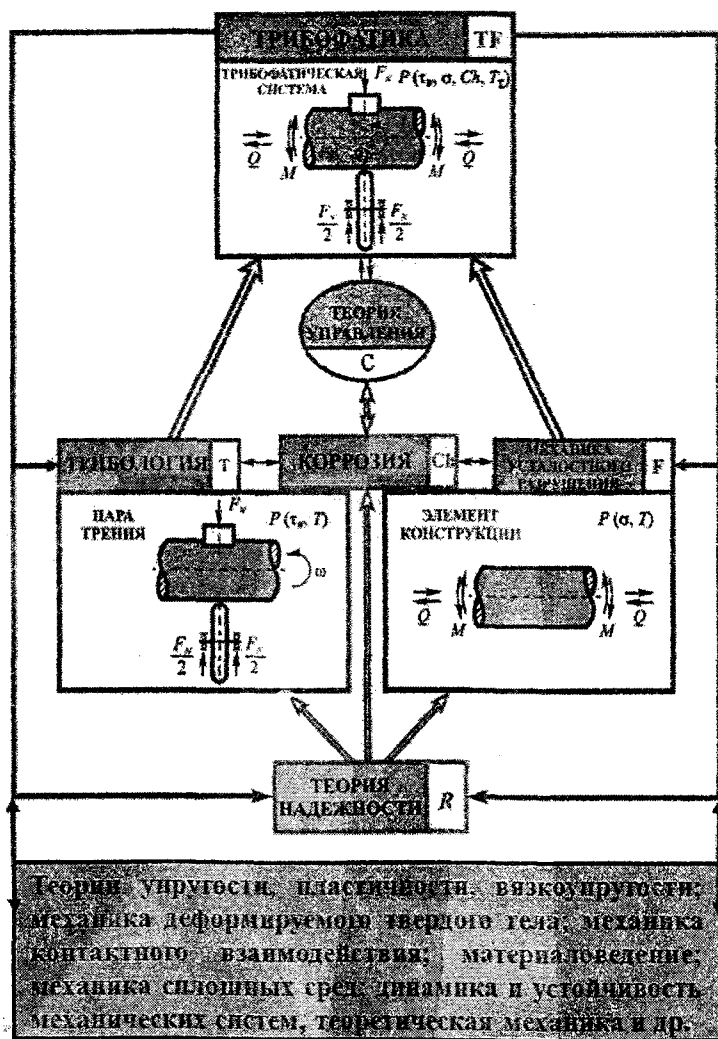 ТРИБОФАТИКА TF
ТРИБОФАТИЧЕСКАЯ
СИСТЕМА
F_N P(τ_w, σ, Ch, T_Σ)
Q M M Q
F_N/2 F_N/2
ТЕОРИЯ
УПРАВЛЕНИЯ
C
ТРИБОЛОГИЯ T
КОРРОЗИЯ Ch
МЕХАНИКА
УСТАЛОСТНОГО
РАЗРУШЕНИЯ
F
ПАРА
ТРЕНИЯ
F_N
P(τ_w, T)
ω
F_N/2 F_N/2
ЭЛЕМЕНТ
КОНСТРУКЦИИ
P(σ, T)
Q M M Q
ТЕОРИЯ
НАДЕЖНОСТИ
R
Теории упругости, пластичности, вязкоупругости;
механика деформируемого твердого тела; механика
контактного взаимодействия; материаловедение;
механика сплошных сред; динамика и устойчивость
механических систем, теоретическая механика и др.